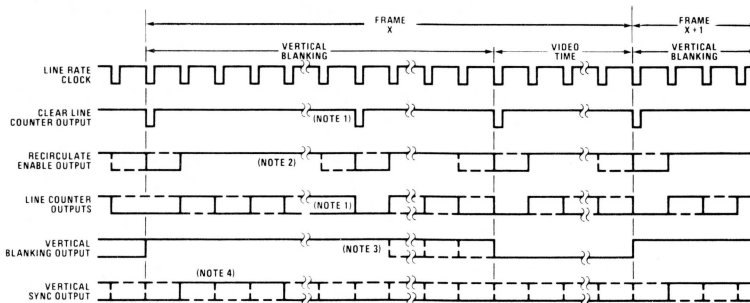 FRAME
X
FRAME
X + 1
VERTICAL
BLANKING
VIDEO
TIME
VERTICAL
BLANKING
LINE RATE
CLOCK
CLEAR LINE
COUNTER OUTPUT
(NOTE 1)
RECIRCULATE
ENABLE OUTPUT
(NOTE 2)
LINE COUNTER
OUTPUTS
(NOTE 1)
VERTICAL
BLANKING OUTPUT
(NOTE 3)
(NOTE 4)
VERTICAL
SYNC OUTPUT